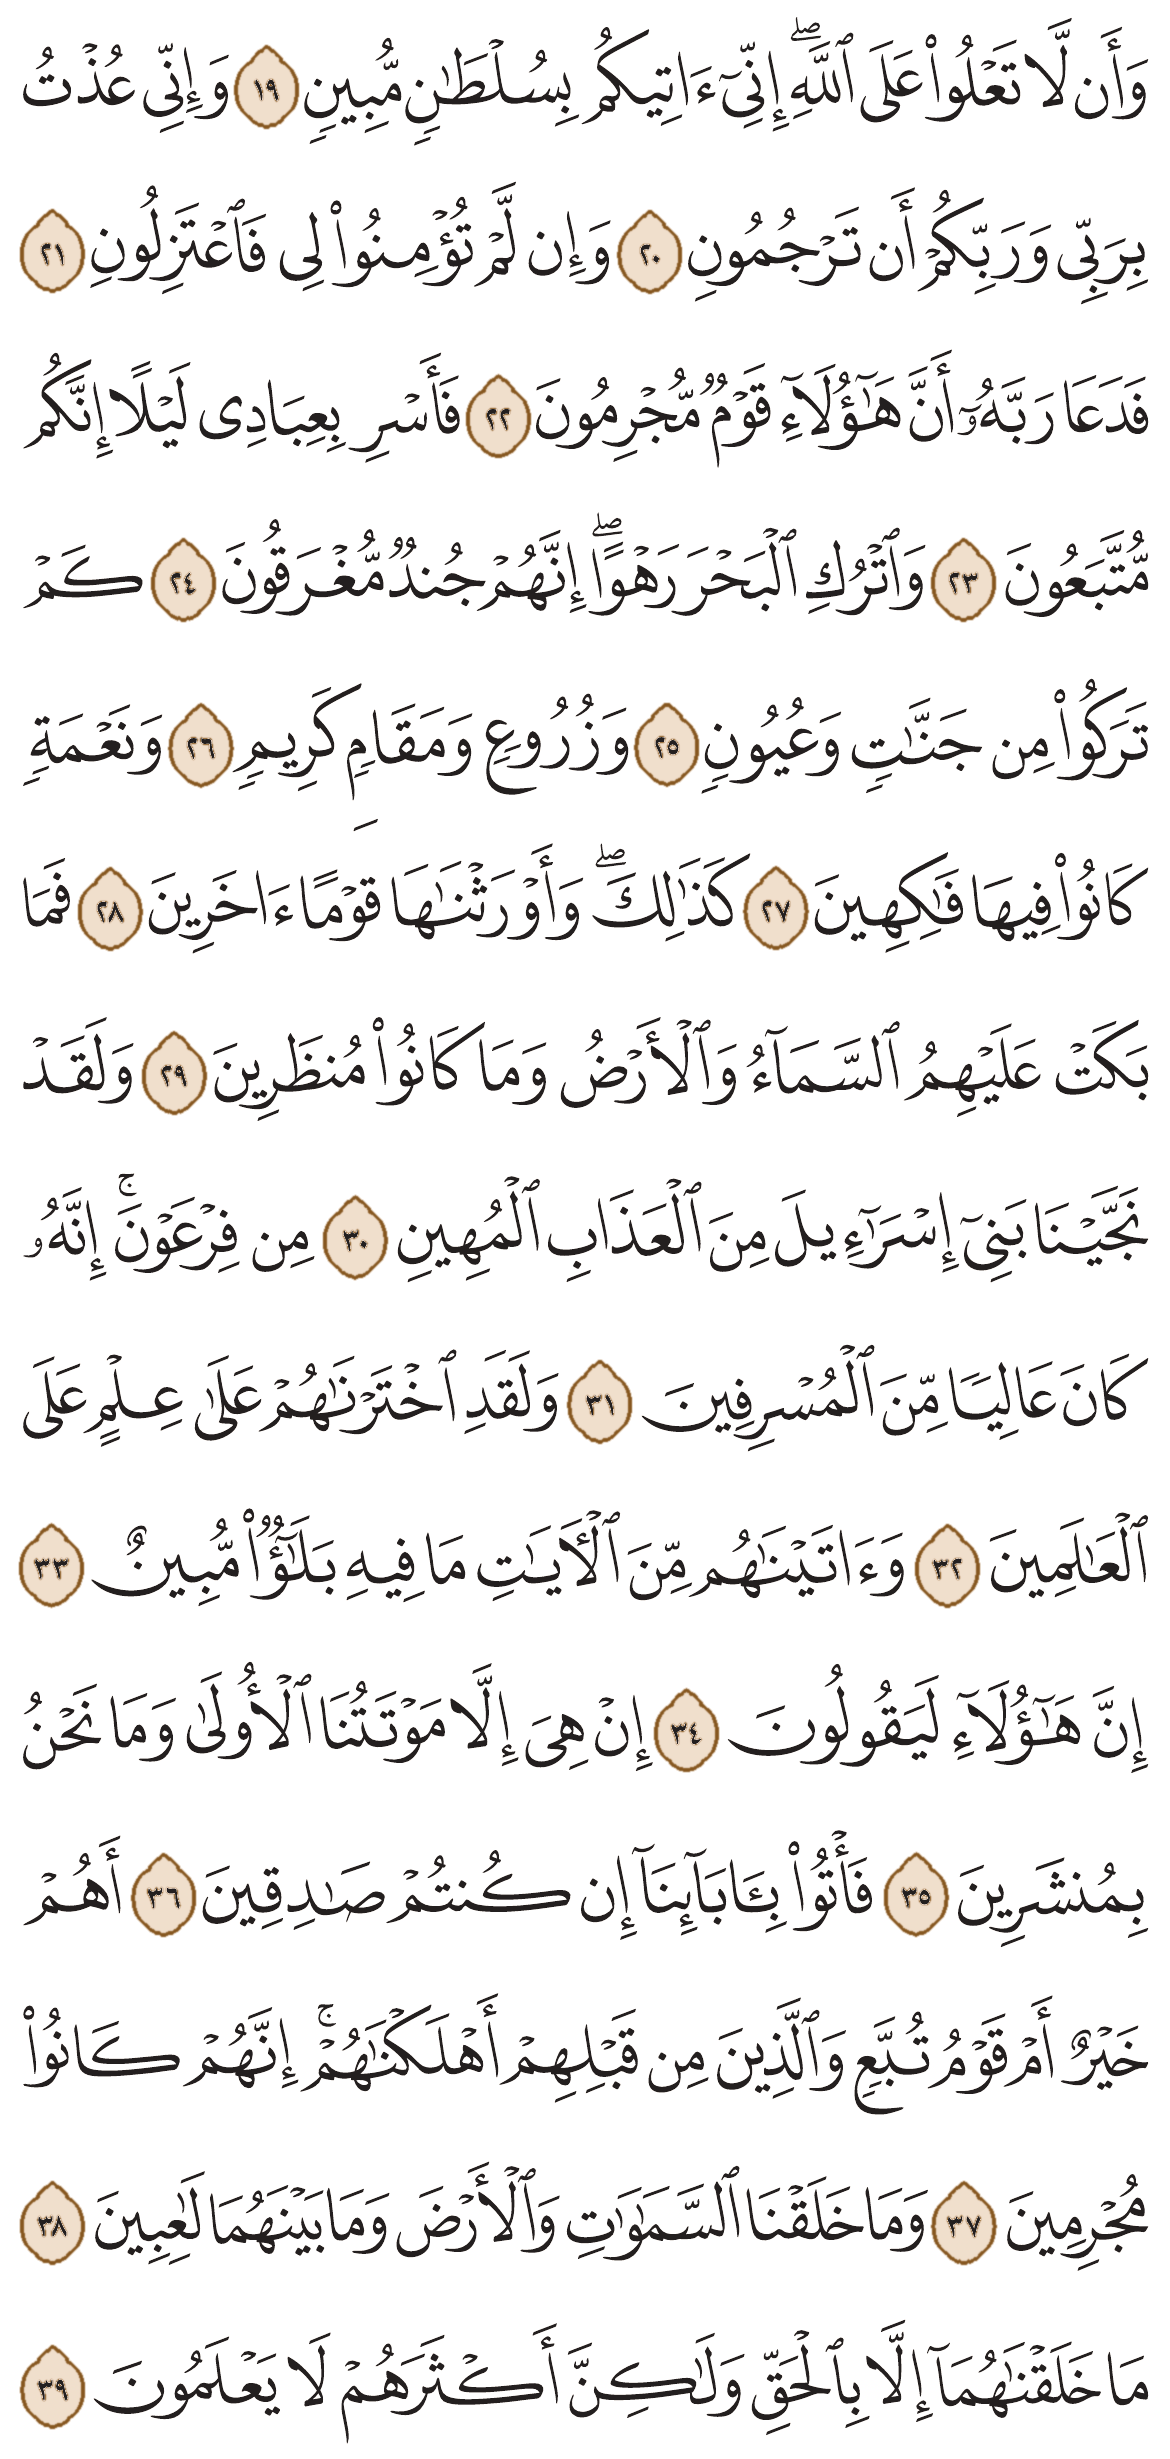 وَأَن لَّا تَعۡلُواْ عَلَى ٱللَّهِۖ إِنِّيٓ ءَاتِيكُم بِسُلۡطَٰنٖ مُّبِينٖ ١٩ وَإِنِّي عُذۡتُ
بِرَبِّي وَرَبِّكُمۡ أَن تَرۡجُمُونِ ٢٠ وَإِن لَّمۡ تُؤۡمِنُواْ لِي فَٱعۡتَزِلُونِ ٢١
فَدَعَا رَبَّهُۥٓ أَنَّ هَٰٓؤُلَآءِ قَوۡمٞ مُّجۡرِمُونَ ٢٢ فَأَسۡرِ بِعِبَادِي لَيۡلًا إِنَّكُم
مُّتَّبَعُونَ ٢٣ وَٱتۡرُكِ ٱلۡبَحۡرَ رَهۡوًاۖ إِنَّهُمۡ جُندٞ مُّغۡرَقُونَ ٢٤ كَمۡ
تَرَكُواْ مِن جَنَّٰتٖ وَعُيُونٖ ٢٥ وَزُرُوعٖ وَمَقَامٖ كَرِيمٖ ٢٦ وَنَعۡمَةٖ
كَانُواْ فِيهَا فَٰكِهِينَ ٢٧ كَذَٰلِكَۖ وَأَوۡرَثۡنَٰهَا قَوۡمًا ءَاخَرِينَ ٢٨ فَمَا
بَكَتۡ عَلَيۡهِمُ ٱلسَّمَآءُ وَٱلۡأَرۡضُ وَمَا كَانُواْ مُنظَرِينَ ٢٩ وَلَقَدۡ
نَجَّيۡنَا بَنِيٓ إِسۡرَٰٓءِيلَ مِنَ ٱلۡعَذَابِ ٱلۡمُهِينِ ٣٠ مِن فِرۡعَوۡنَۚ إِنَّهُۥ
كَانَ عَالِيٗا مِّنَ ٱلۡمُسۡرِفِينَ ٣١ وَلَقَدِ ٱخۡتَرۡنَٰهُمۡ عَلَىٰ عِلۡمٍ عَلَى
ٱلۡعَٰلَمِينَ ٣٢ وَءَاتَيۡنَٰهُم مِّنَ ٱلۡأٓيَٰتِ مَا فِيهِ بَلَٰٓؤٞاْ مُّبِينٌ ٣٣
إِنَّ هَٰٓؤُلَآءِ لَيَقُولُونَ ٣٤ إِنۡ هِيَ إِلَّا مَوۡتَتُنَا ٱلۡأُولَىٰ وَمَا نَحۡنُ
بِمُنشَرِينَ ٣٥ فَأۡتُواْ بِـَٔابَآئِنَآ إِن كُنتُمۡ صَٰدِقِينَ ٣٦ أَهُمۡ
خَيۡرٌ أَمۡ قَوۡمُ تُبَّعٖ وَٱلَّذِينَ مِن قَبۡلِهِمۡ أَهۡلَكۡنَٰهُمۡۚ إِنَّهُمۡ كَانُواْ
مُجۡرِمِينَ ٣٧ وَمَا خَلَقۡنَا ٱلسَّمَٰوَٰتِ وَٱلۡأَرۡضَ وَمَا بَيۡنَهُمَا لَٰعِبِينَ ٣٨
مَا خَلَقۡنَٰهُمَآ إِلَّا بِٱلۡحَقِّ وَلَٰكِنَّ أَكۡثَرَهُمۡ لَا يَعۡلَمُونَ ٣٩